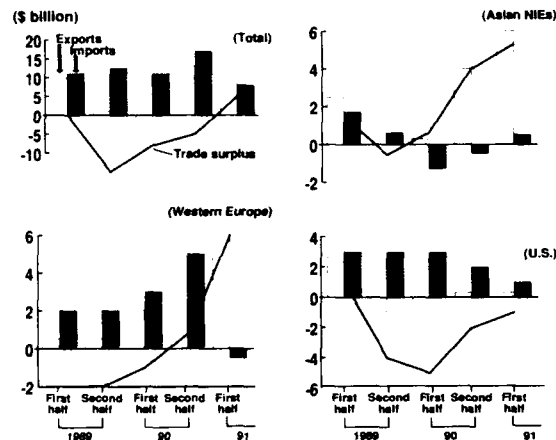 ($ billion)
Exports
Imports
(Total)
20
15
10
5
0
-5
-10
Trade surplus
(Asian NIEs)
6
4
2
0
-2
(Western Europe)
6
4
2
0
-2
First half
Second half
First half
Second half
First half
1989
90
91
(U.S.)
4
2
0
-2
-4
-6
First half
Second half
First half
Second half
First half
1989
90
91